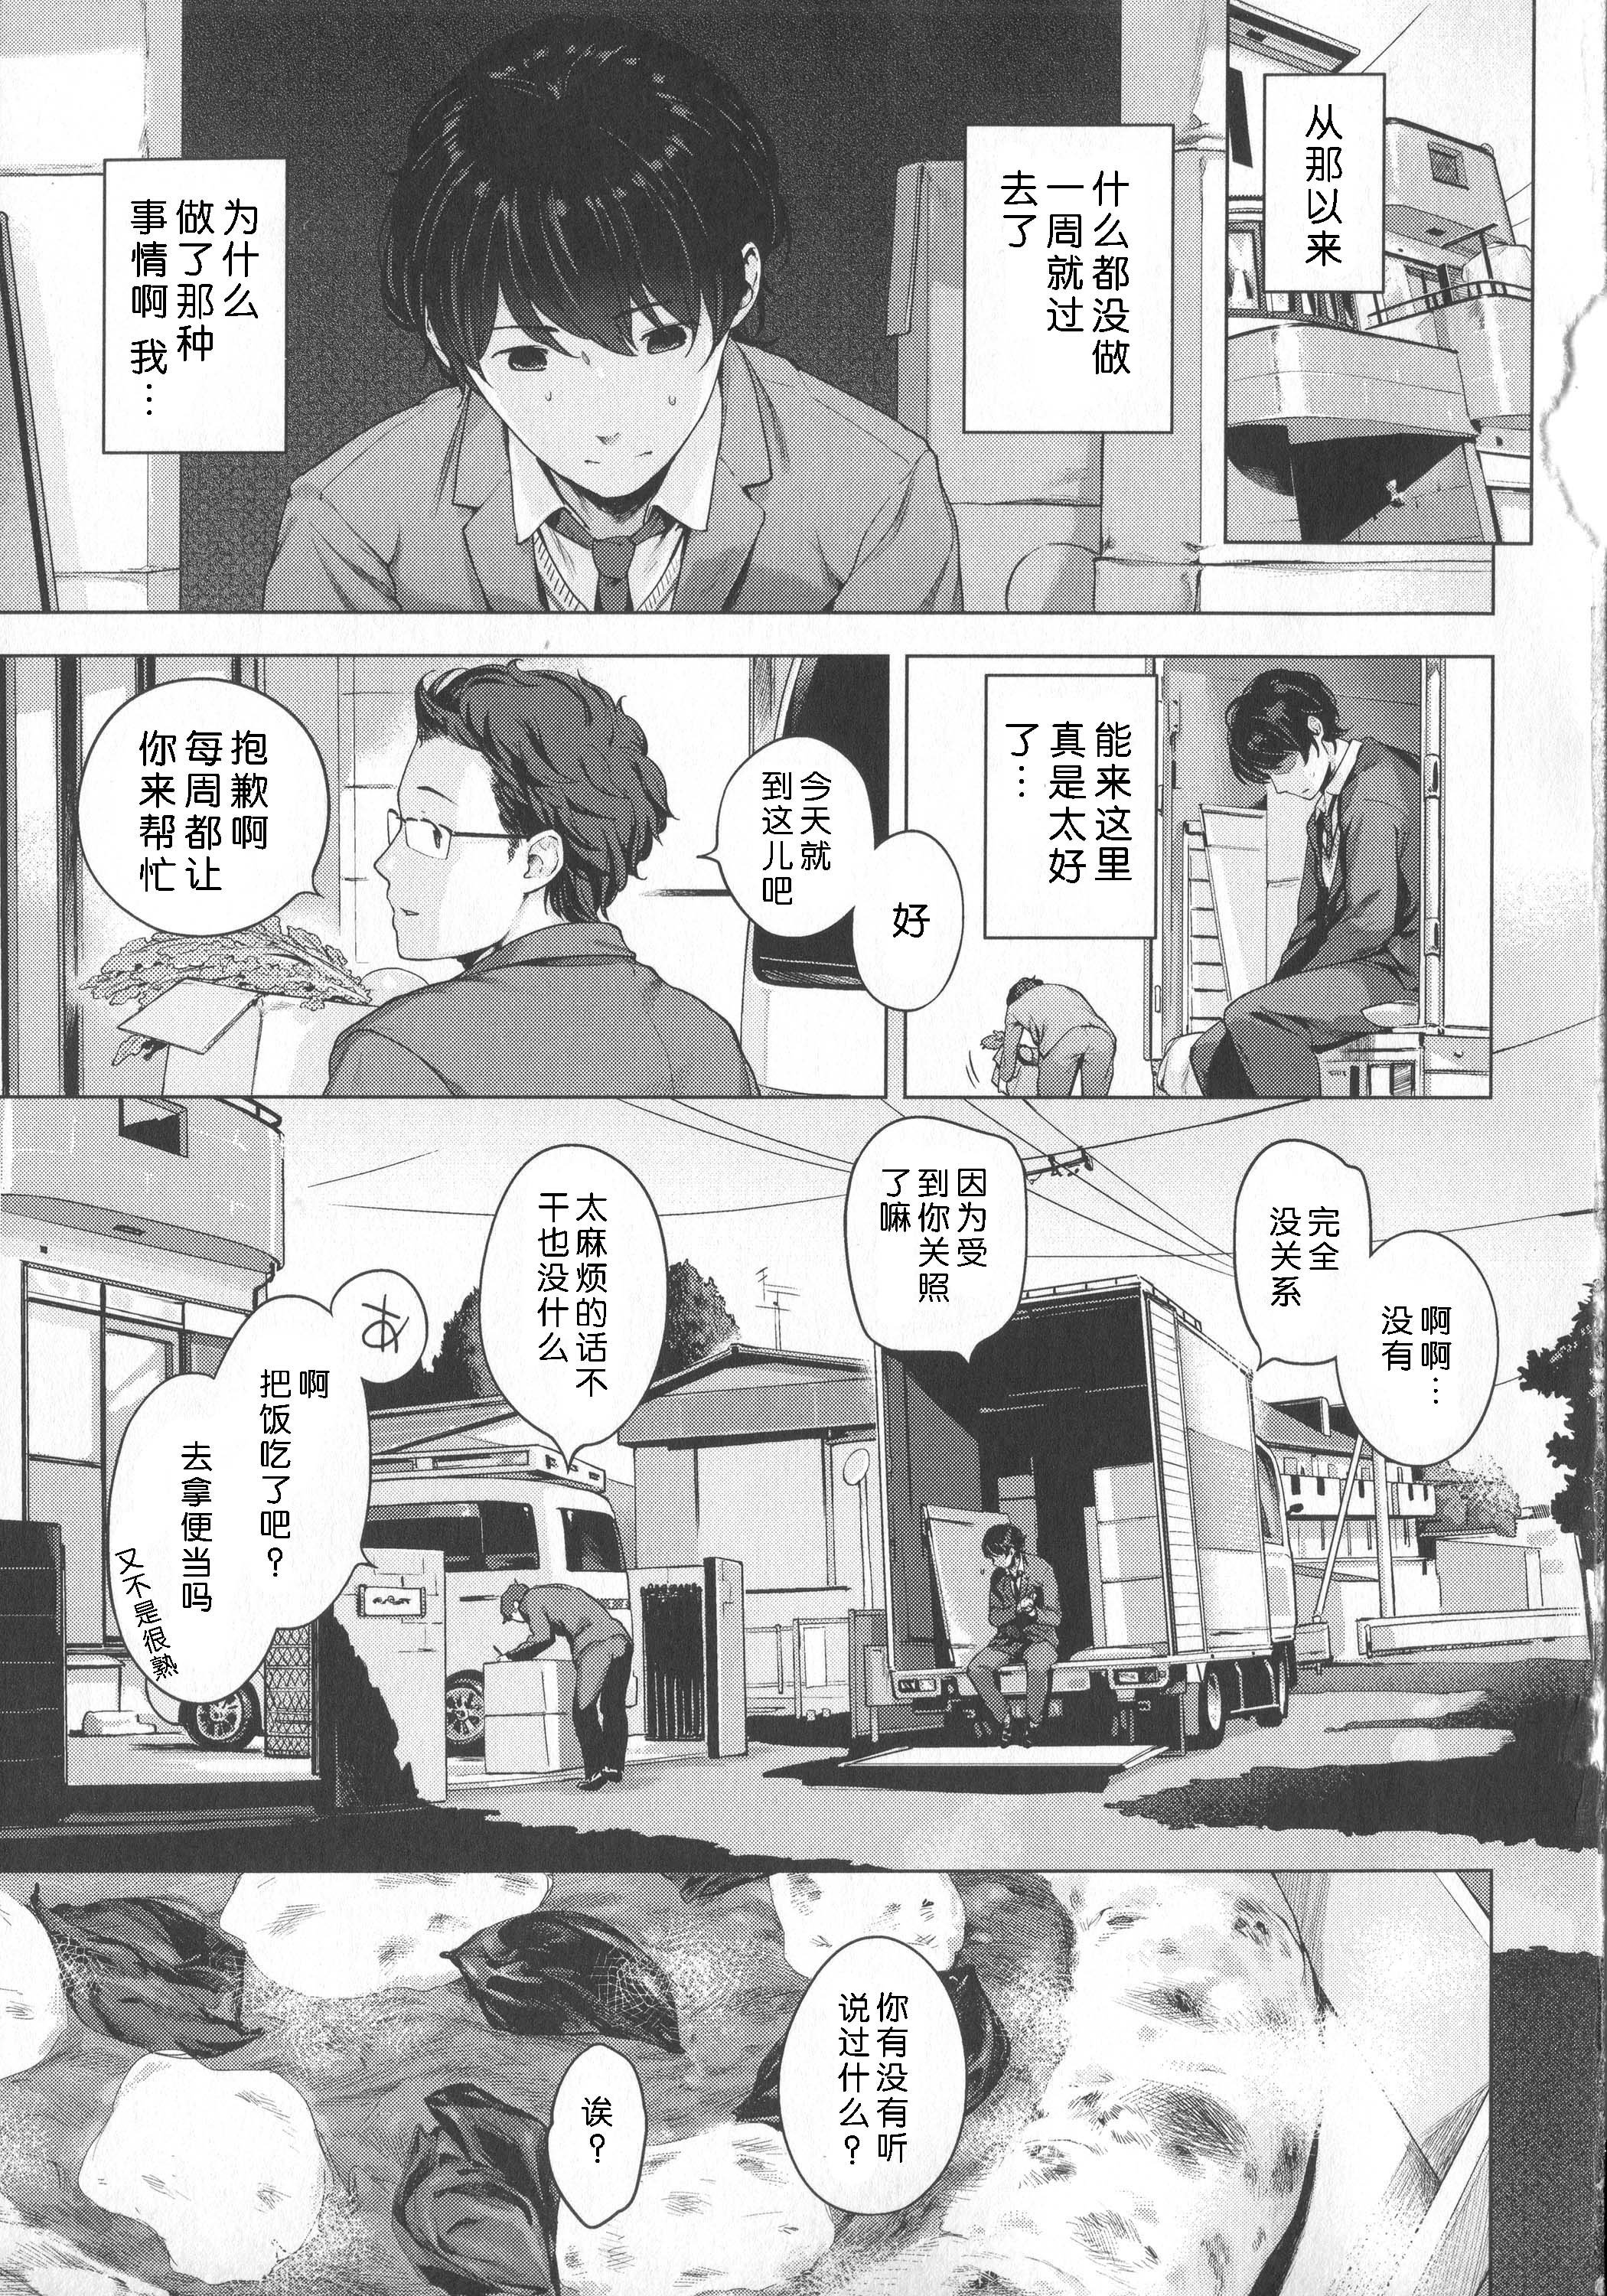 从那以来
什么都没做
一周就过
去了
为什么
做了那种
事情啊 我…
能来这里
真是太好
了…
好
今天就
到这儿吧
抱歉啊
每周都让
你来帮忙
啊啊…
没有
完全
没关系
因为受
到你关照
了嘛
太麻烦的话不
干也没什么
あ
啊
把饭吃了吧？
去拿便当吗
又不是很熟
你有没有听
说过什么？
诶？